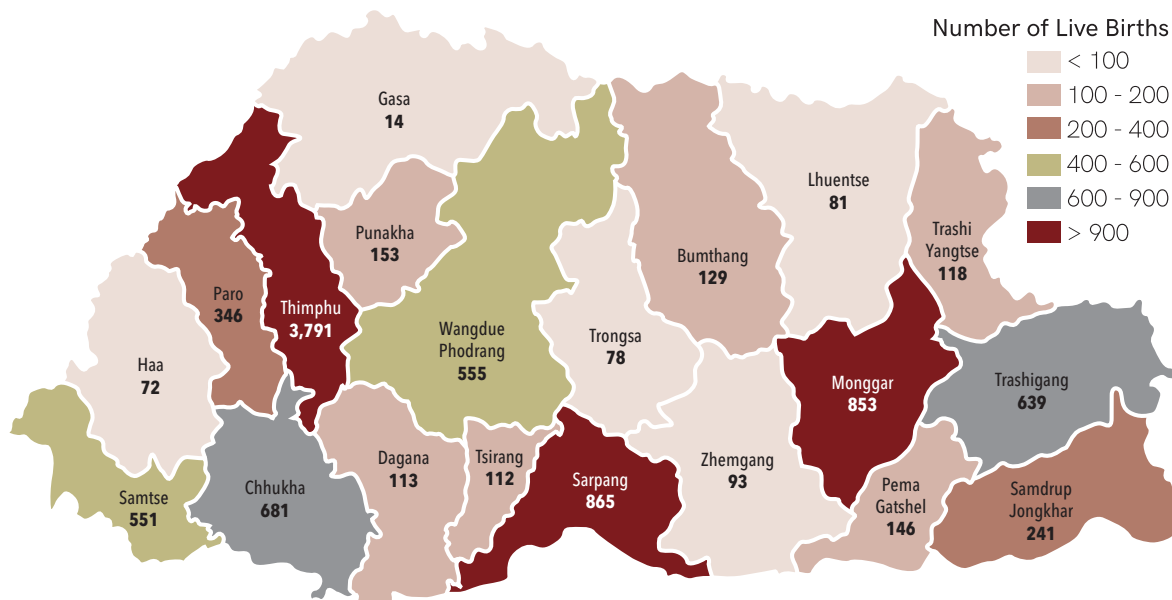 Number of Live Births
< 100
100 - 200
200 - 400
400 - 600
600 - 900
> 900
Gasa
14
Lhuentse
81
Punakha
153
Trashi
Yangtse
118
Bumthang
129
Paro
346
Thimphu
3,791
Wangdue
Phodrang
555
Trongsa
78
Haa
72
Monggar
853
Trashigang
639
Dagana
113
Tsirang
112
Zhemgang
93
Sarpang
865
Chhukha
681
Samtse
551
Pema
Gatshel
146
Samdrup
Jongkhar
241